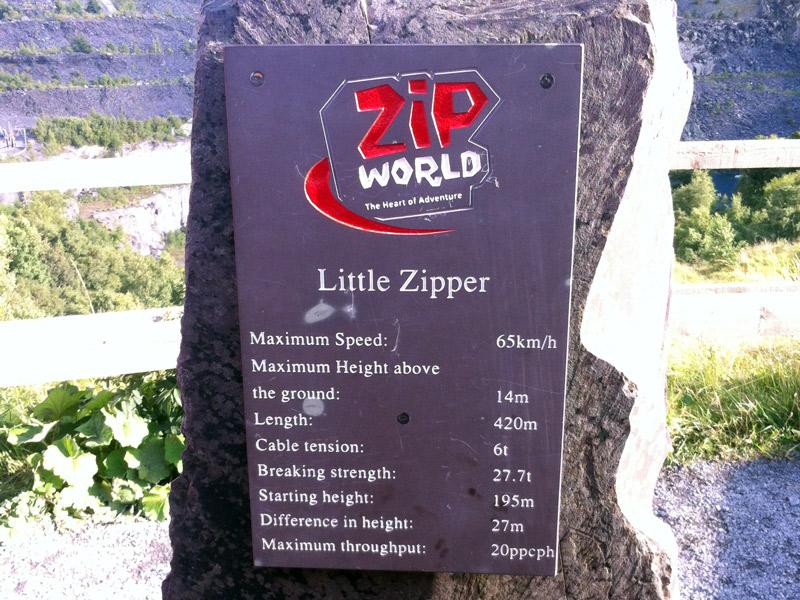 ZiP
WORLD
The Heart of Adventure
Little Zipper
Maximum Speed: 65km/h
Maximum Height above
the ground: 14m
Length: 420m
Cable tension: 6t
Breaking strength: 27.7t
Starting height: 195m
Difference in height: 27m
Maximum throughput: 20ppcph